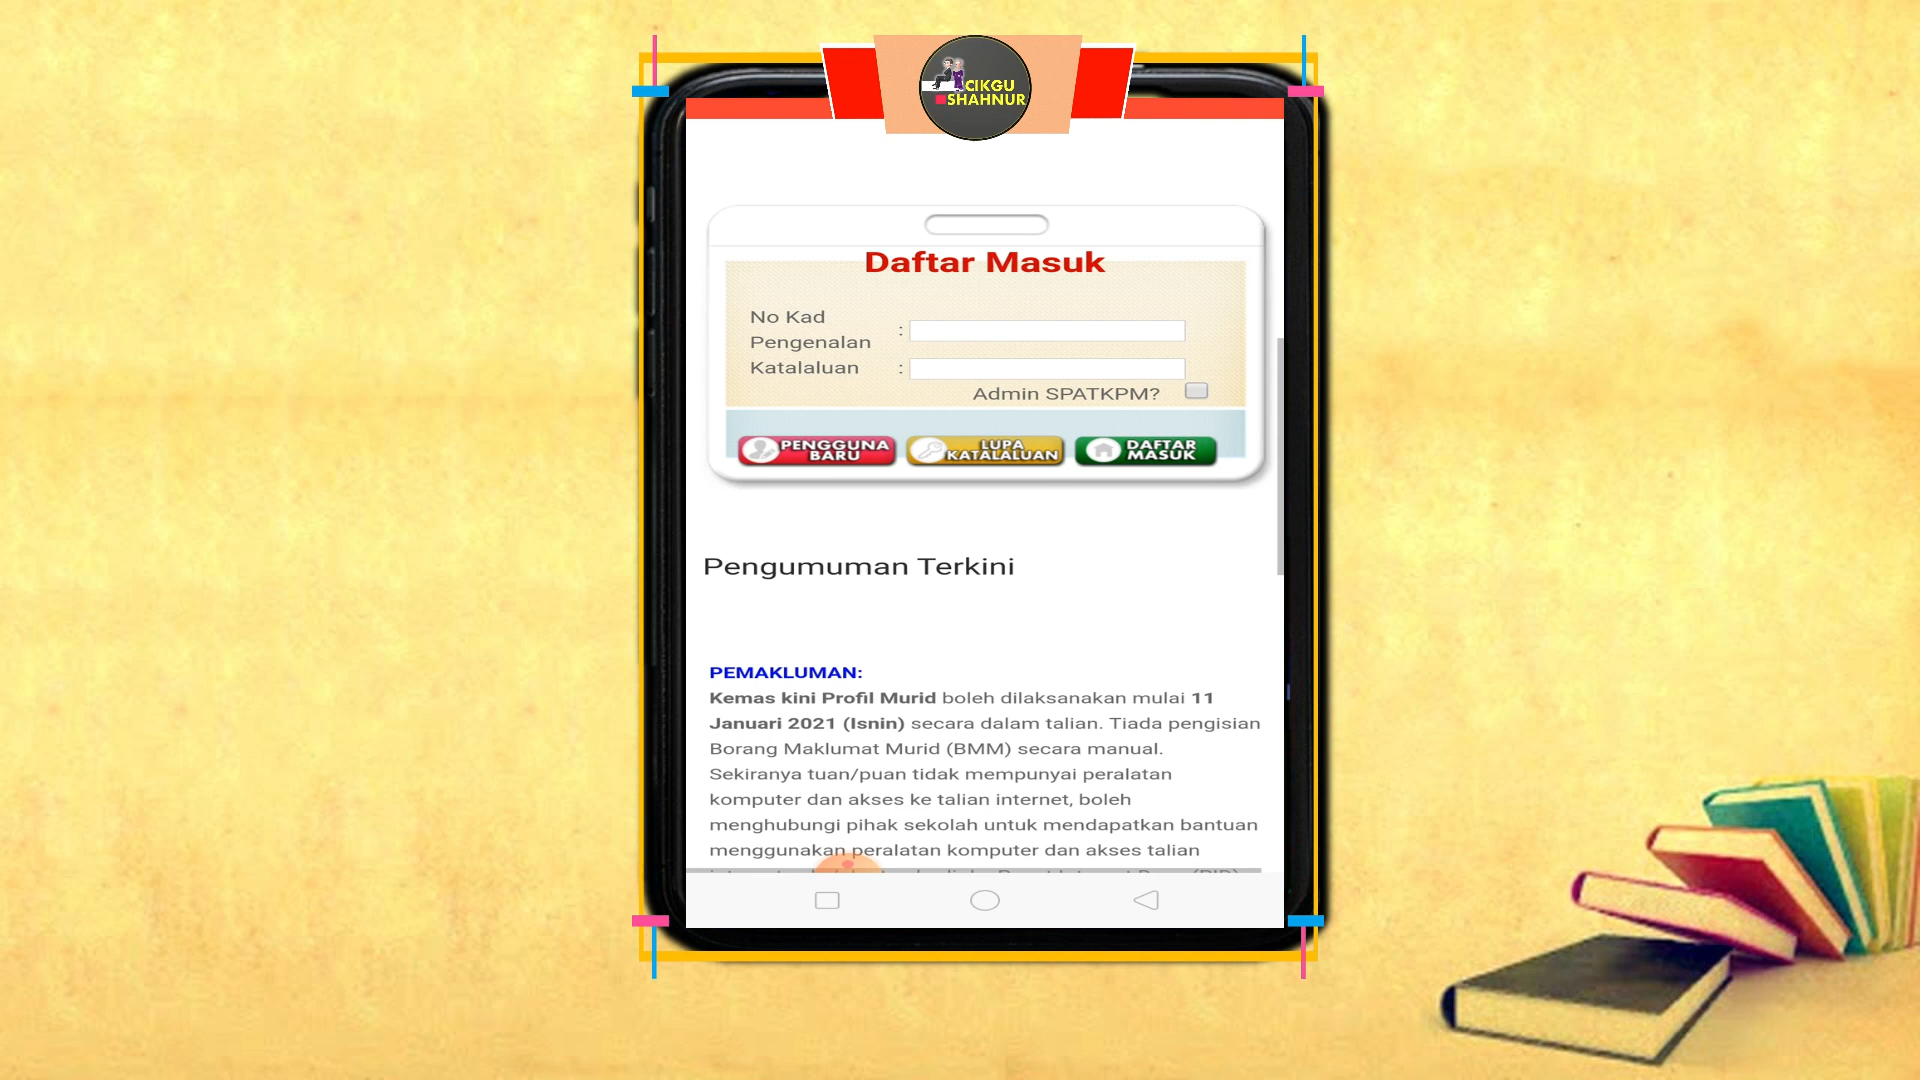 CIKGU
SHAHNUR
Daftar Masuk
No Kad
Pengenalan :
Katalaluan :
Admin SPATKPM?
PENGGUNA
BARU
LUPA
KATALALUAN
DAFTAR
MASUK
Pengumuman Terkini
PEMAKLUMAN:
Kemas kini Profil Murid boleh dilaksanakan mulai 11
Januari 2021 (Isnin) secara dalam talian. Tiada pengisian
Borang Maklumat Murid (BMM) secara manual.
Sekiranya tuan/puan tidak mempunyai peralatan
komputer dan akses ke talian internet, boleh
menghubungi pihak sekolah untuk mendapatkan bantuan
menggunakan peralatan komputer dan akses talian